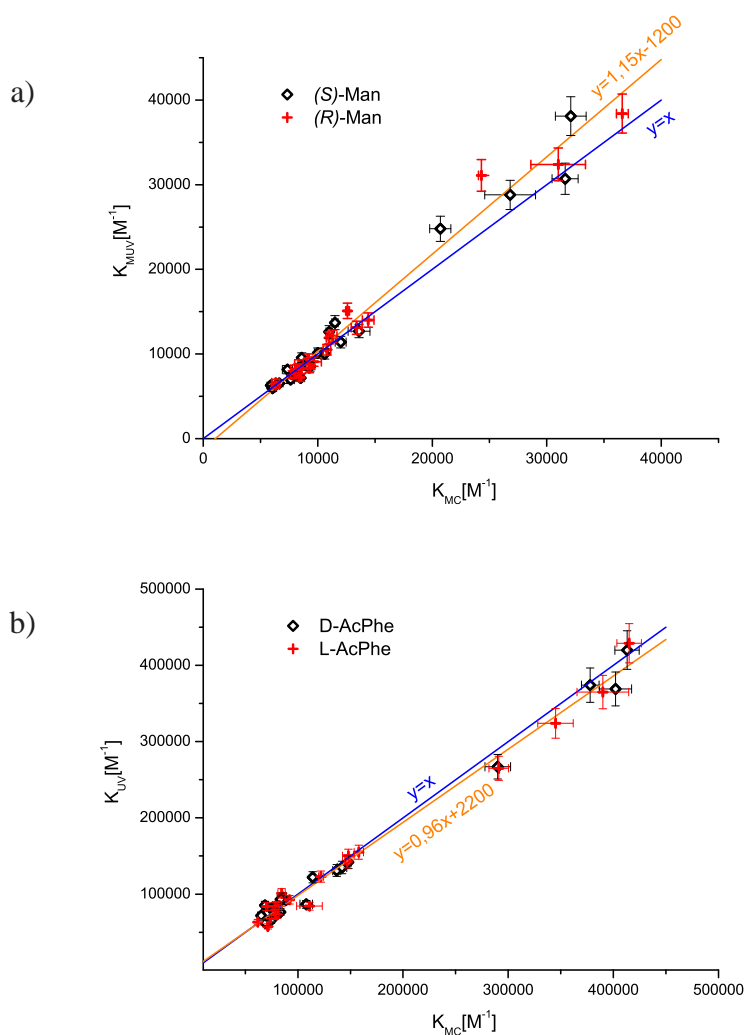 a)
(S)-Man
(R)-Man
y=1,15x-1200
y=x
40000
30000
20000
10000
0
K_MUV[M⁻¹]
0 10000 20000 30000 40000
K_MC[M⁻¹]
b)
D-AcPhe
L-AcPhe
y=x
y=0,96x+2200
500000
400000
300000
200000
100000
K_UV[M⁻¹]
100000 200000 300000 400000 500000
K_MC[M⁻¹]